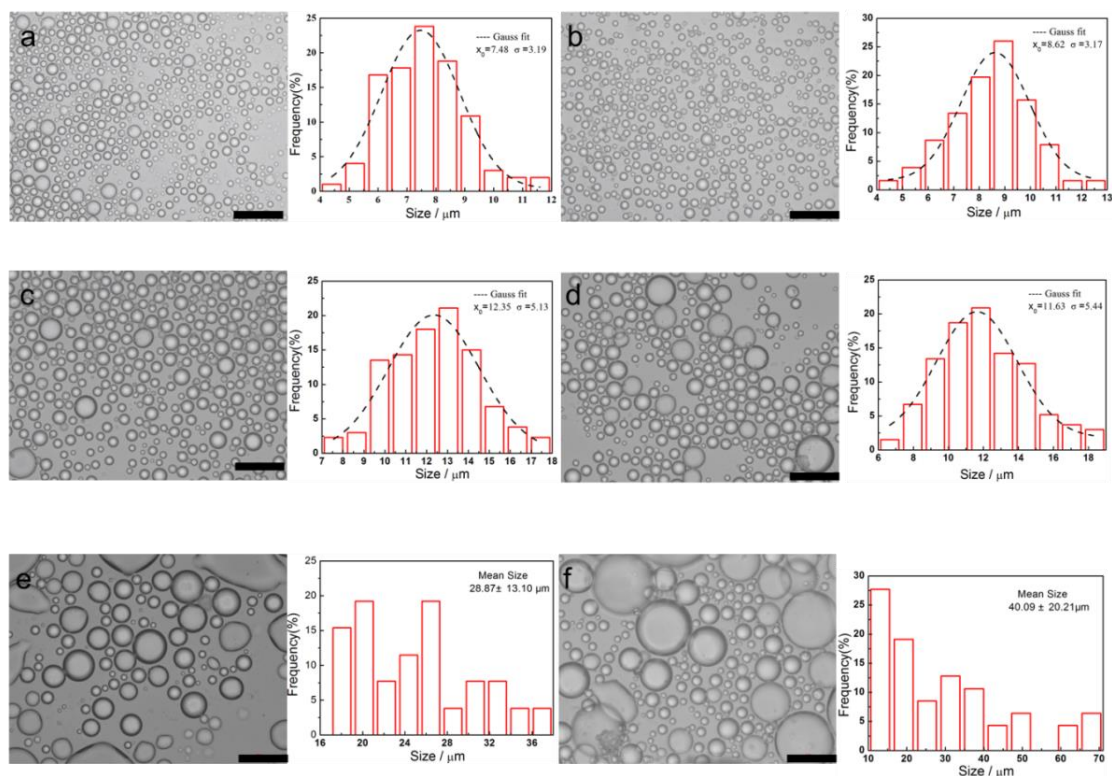 a
25
20
15
10
5
0
Frequency(%)
---- Gauss fit
x0=7.48 σ =3.19
4 5 6 7 8 9 10 11 12
Size / μm
b
30
25
20
15
10
5
0
Frequency(%)
---- Gauss fit
x0=8.62 σ =3.17
4 5 6 7 8 9 10 11 12 13
Size / μm
c
25
20
15
10
5
0
Frequency(%)
---- Gauss fit
x0=12.35 σ =5.13
7 8 9 10 11 12 13 14 15 16 17 18
Size / μm
d
25
20
15
10
5
0
Frequency(%)
---- Gauss fit
x0=11.63 σ =5.44
6 8 10 12 14 16 18
Size / μm
e
25
20
15
10
5
0
Frequency(%)
Mean Size
28.87± 13.10 μm
16 20 24 28 32 36
Size / μm
f
30
25
20
15
10
5
0
Frequency(%)
Mean Size
40.09 ± 20.21μm
10 20 30 40 50 60 70
Size / μm